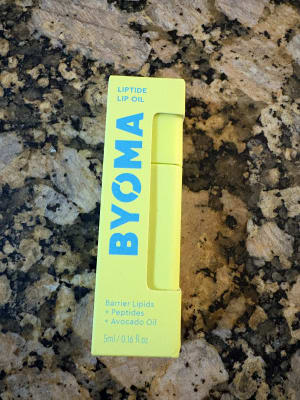 LIPTIDE
LIP OIL
BYOMA
Barrier Lipids
+ Peptides
+ Avocado Oil
5ml / 0.16 fl oz